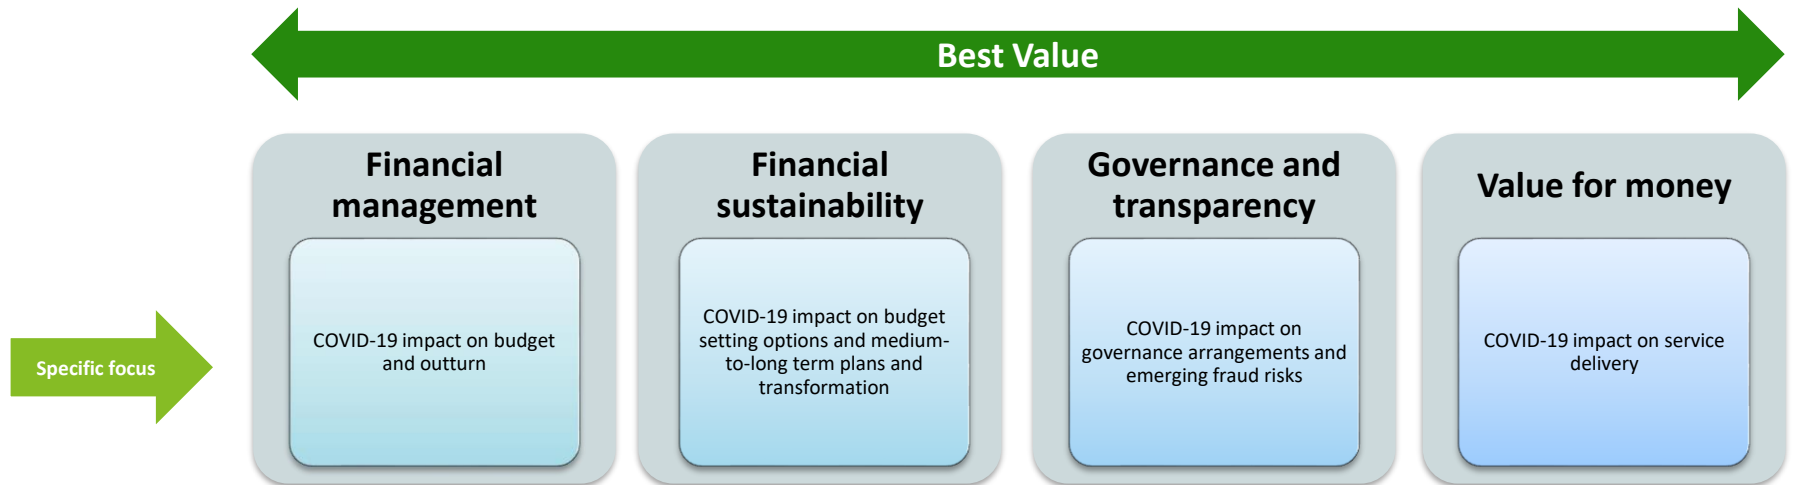 Best Value
Financial
management
Financial
sustainability
Governance and
transparency
Value for money
Specific focus
COVID-19 impact on budget
and outturn
COVID-19 impact on budget
setting options and medium-
to-long term plans and
transformation
COVID-19 impact on
governance arrangements and
emerging fraud risks
COVID-19 impact on service
delivery